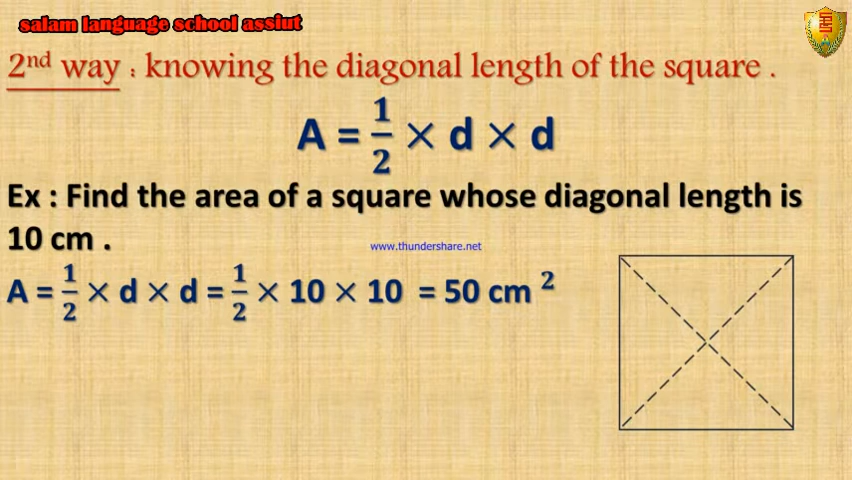 salam language school assiut
2nd way : knowing the diagonal length of the square .
A = 1/2 × d × d
Ex : Find the area of a square whose diagonal length is
10 cm .
www.thundershare.net
A = 1/2 × d × d = 1/2 × 10 × 10 = 50 cm 2